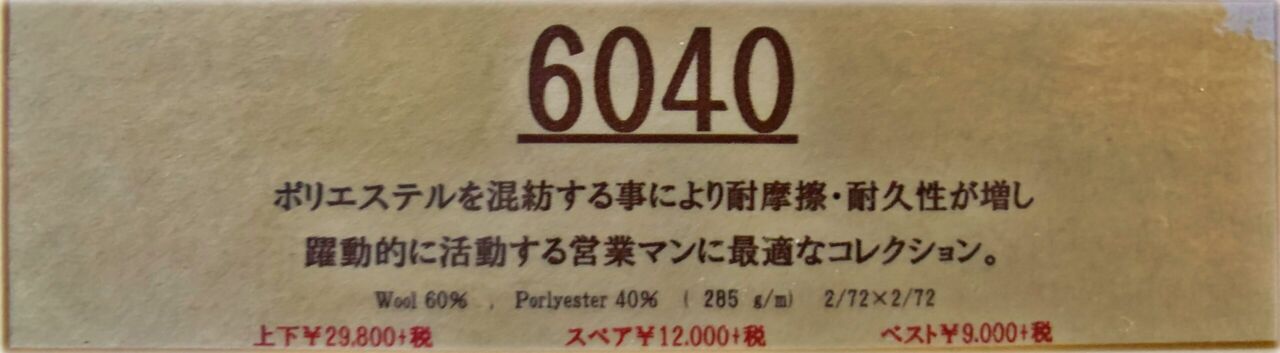 6040
ポリエステルを混紡する事により耐摩擦・耐久性が増し
躍動的に活動する営業マンに最適なコレクション。
Wool 60% , Porlyester 40% ( 285 g/m) 2/72×2/72
上下¥29,800+税 スペア¥12,000+税 ベスト¥9,000+税